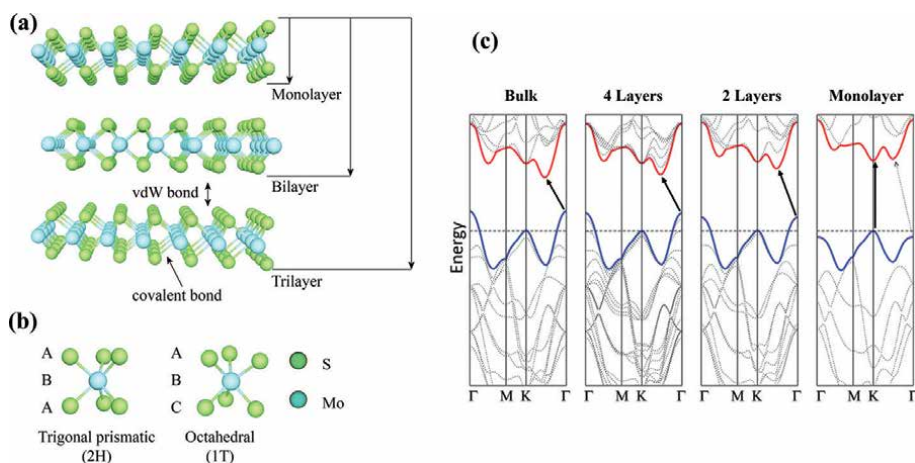 (a)
Monolayer
vdW bond
Bilayer
covalent bond
Trilayer
(b)
A
B
A
Trigonal prismatic
(2H)
A
B
C
Octahedral
(1T)
S
Mo
(c)
Bulk
4 Layers
2 Layers
Monolayer
Energy
Γ M K Γ
Γ M K Γ
Γ M K Γ
Γ M K Γ